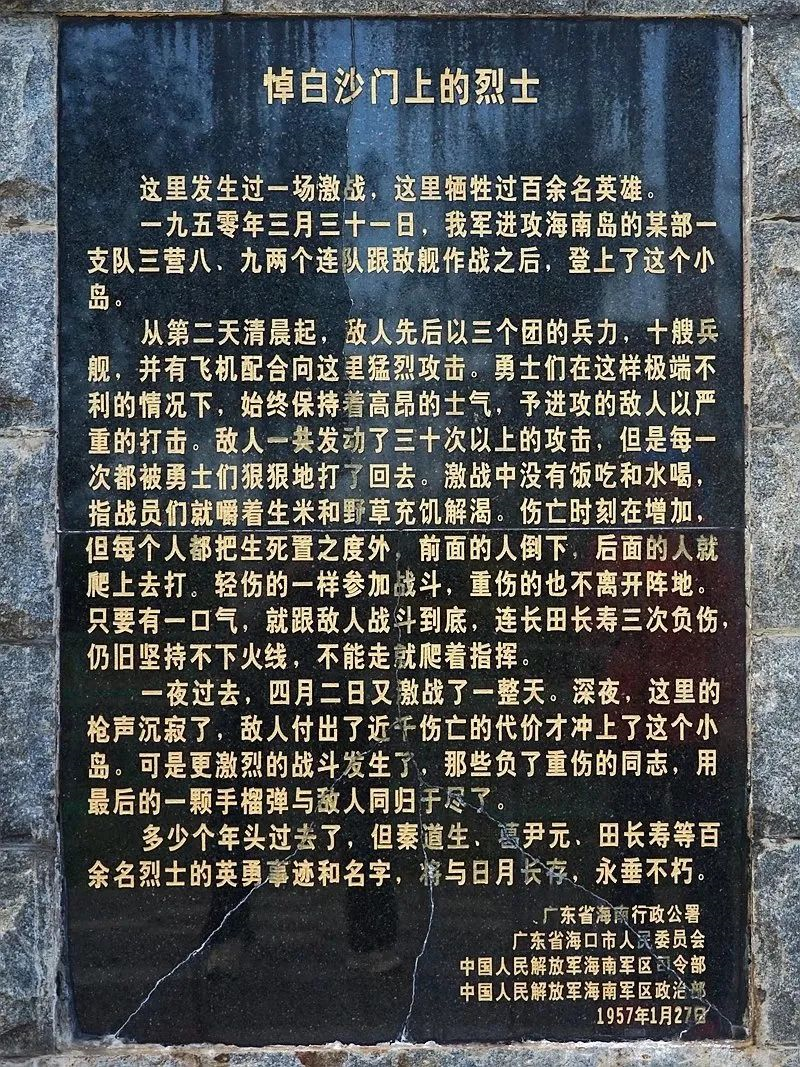 悼白沙门上的烈士
这里发生过一场激战，这里牺牲过百余名英雄。
一九五零年三月三十一日，我军进攻海南岛的某部一
支队三营八、九两个连队跟敌舰作战之后，登上了这个小
岛。
从第二天清晨起，敌人先后以三个团的兵力，十艘兵
舰，并有飞机配合向这里猛烈攻击。勇士们在这样极端不
利的情况下，始终保持着高昂的士气，予进攻的敌人以严
重的打击。敌人一共发动了三十次以上的攻击，但是每一
次都被勇士们狠狠地打了回去。激战中没有饭吃和水喝，
指战员们就嚼着生米和野草充饥解渴。伤亡时刻在增加，
但每个人都把生死置之度外，前面的人倒下，后面的人就
爬上去打。轻伤的一样参加战斗，重伤的也不离开阵地。
只要有一口气，就跟敌人战斗到底，连长田长寿三次负伤，
仍旧坚持不下火线，不能走就爬着指挥。
一夜过去，四月二日又激战了一整天。深夜，这里的
枪声沉寂了，敌人付出了近千伤亡的代价才冲上了这个小
岛。可是更激烈的战斗发生了，那些负了重伤的同志，用
最后的一颗手榴弹与敌人同归于尽了。
多少个年头过去了，但秦道生、葛尹元、田长寿等百
余名烈士的英勇事迹和名字，将与日月长存，永垂不朽。
广东省海南行政公署
广东省海口市人民委员会
中国人民解放军海南军区司令部
中国人民解放军海南军区政治部
1957年1月27日